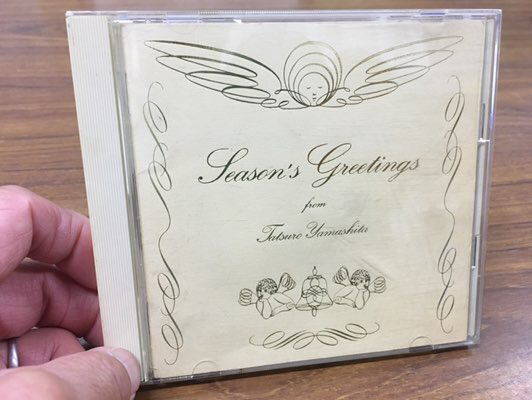 Season's Greetings
from
Tatsuro Yamashita